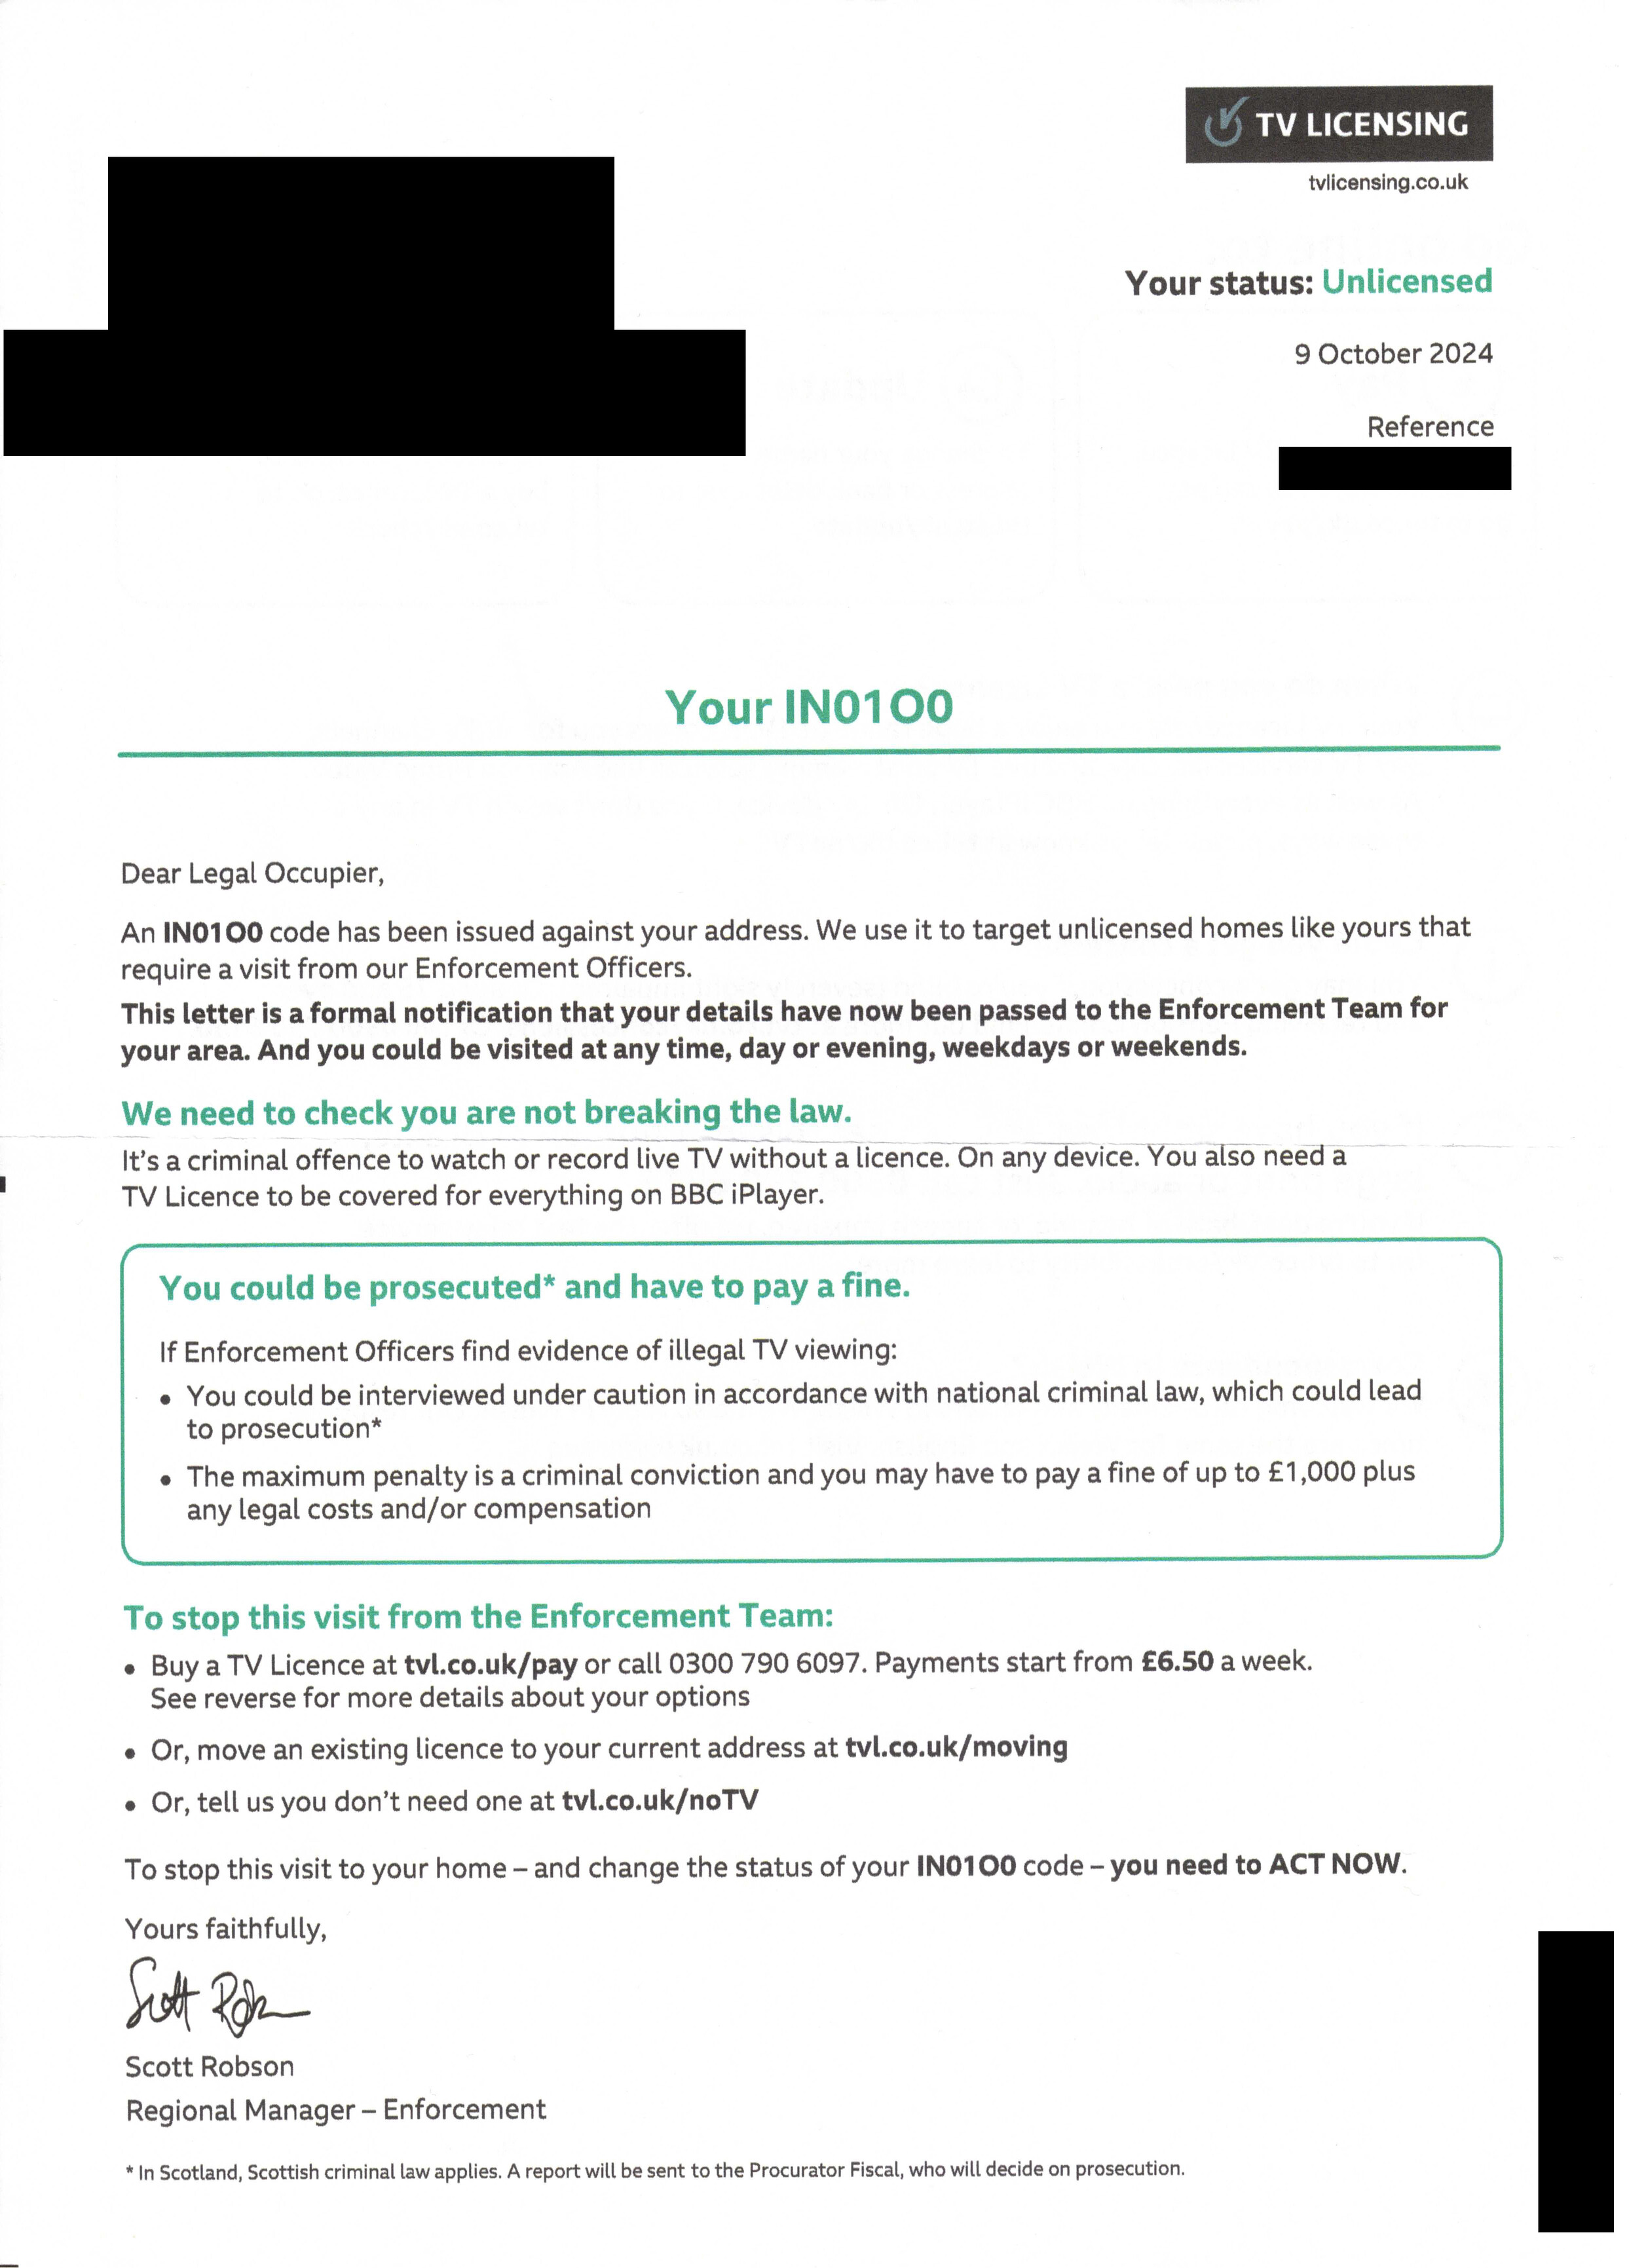 TV LICENSING
tvlicensing.co.uk
Your status: Unlicensed
9 October 2024
Reference
Your IN01O0
Dear Legal Occupier,
An IN01O0 code has been issued against your address. We use it to target unlicensed homes like yours that
require a visit from our Enforcement Officers.
This letter is a formal notification that your details have now been passed to the Enforcement Team for
your area. And you could be visited at any time, day or evening, weekdays or weekends.
We need to check you are not breaking the law.
It's a criminal offence to watch or record live TV without a licence. On any device. You also need a
TV Licence to be covered for everything on BBC iPlayer.
You could be prosecuted* and have to pay a fine.
If Enforcement Officers find evidence of illegal TV viewing:
• You could be interviewed under caution in accordance with national criminal law, which could lead
to prosecution*
• The maximum penalty is a criminal conviction and you may have to pay a fine of up to £1,000 plus
any legal costs and/or compensation
To stop this visit from the Enforcement Team:
• Buy a TV Licence at tvl.co.uk/pay or call 0300 790 6097. Payments start from £6.50 a week.
See reverse for more details about your options
• Or, move an existing licence to your current address at tvl.co.uk/moving
• Or, tell us you don't need one at tvl.co.uk/noTV
To stop this visit to your home – and change the status of your IN01O0 code – you need to ACT NOW.
Yours faithfully,
Scott Robson
Regional Manager – Enforcement
* In Scotland, Scottish criminal law applies. A report will be sent to the Procurator Fiscal, who will decide on prosecution.